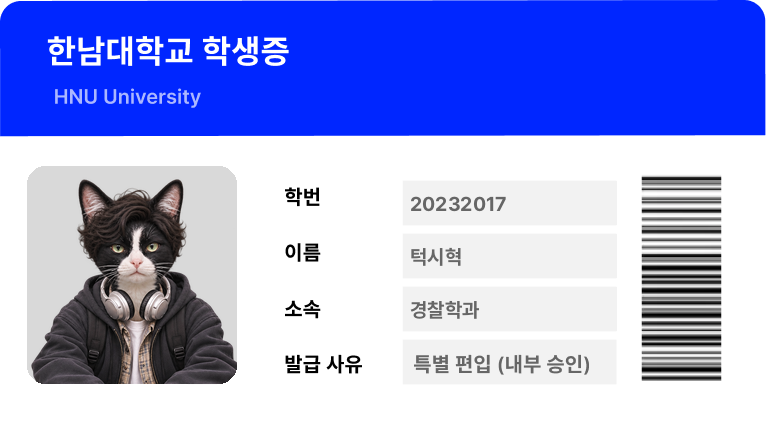 한남대학교 학생증
HNU University
학번 20232017
이름 턱시혁
소속 경찰학과
발급 사유 특별 편입 (내부 승인)